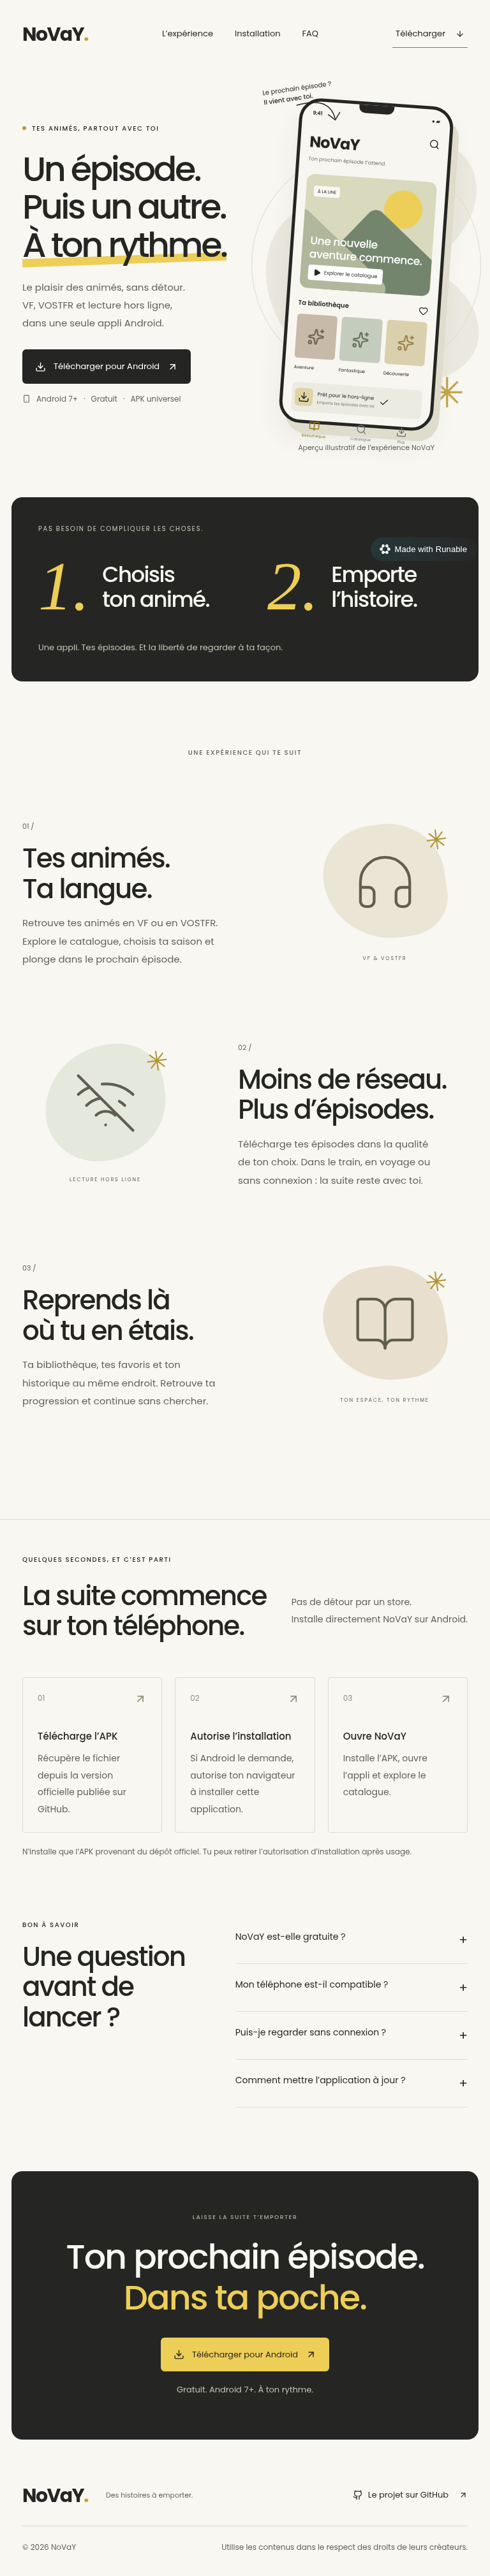 NoVaY.
L'expérience
Installation
FAQ
Télécharger
TES ANIMÉS, PARTOUT AVEC TOI
Un épisode.
Puis un autre.
À ton rythme.
Le plaisir des animés, sans détour.
VF, VOSTFR et lecture hors ligne,
dans une seule appli Android.
Télécharger pour Android
Android 7+ · Gratuit · APK universel
Le prochain épisode ?
Il vient avec toi.
9:41
NoVaY
Ton prochain épisode t'attend.
À LA UNE
Une nouvelle
aventure commence.
Explorer le catalogue
Ta bibliothèque
Aventure
Fantastique
Découverte
Prêt pour le hors-ligne
Emporte tes épisodes avec toi
Bibliothèque
Catalogue
Plus
Aperçu illustratif de l'expérience NoVaY
PAS BESOIN DE COMPLIQUER LES CHOSES.
Made with Runable
1. Choisis
ton animé.
2. Emporte
l'histoire.
Une appli. Tes épisodes. Et la liberté de regarder à ta façon.
UNE EXPÉRIENCE QUI TE SUIT
01 /
Tes animés.
Ta langue.
Retrouve tes animés en VF ou en VOSTFR.
Explore le catalogue, choisis ta saison et
plonge dans le prochain épisode.
VF & VOSTFR
02 /
Moins de réseau.
Plus d'épisodes.
Télécharge tes épisodes dans la qualité
de ton choix. Dans le train, en voyage ou
sans connexion : la suite reste avec toi.
LECTURE HORS LIGNE
03 /
Reprends là
où tu en étais.
Ta bibliothèque, tes favoris et ton
historique au même endroit. Retrouve ta
progression et continue sans chercher.
TON ESPACE, TON RYTHME
QUELQUES SECONDES, ET C'EST PARTI
La suite commence
sur ton téléphone.
Pas de détour par un store.
Installe directement NoVaY sur Android.
01
Télécharge l'APK
Récupère le fichier
depuis la version
officielle publiée sur
GitHub.
02
Autorise l'installation
Si Android le demande,
autorise ton navigateur
à installer cette
application.
03
Ouvre NoVaY
Installe l'APK, ouvre
l'appli et explore le
catalogue.
N'installe que l'APK provenant du dépôt officiel. Tu peux retirer l'autorisation d'installation après usage.
BON À SAVOIR
Une question
avant de
lancer ?
NoVaY est-elle gratuite ? +
Mon téléphone est-il compatible ? +
Puis-je regarder sans connexion ? +
Comment mettre l'application à jour ? +
LAISSE LA SUITE T'EMPORTER
Ton prochain épisode.
Dans ta poche.
Télécharger pour Android
Gratuit. Android 7+. À ton rythme.
NoVaY.
Des histoires à emporter.
Le projet sur GitHub
© 2026 NoVaY
Utilise les contenus dans le respect des droits de leurs créateurs.